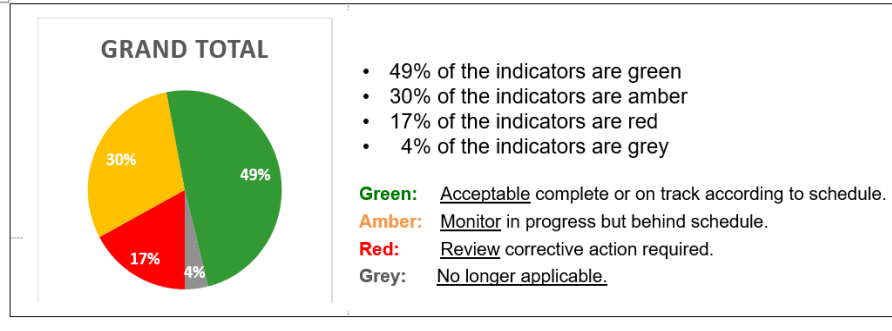 GRAND TOTAL
30%
49%
17%
4%
• 49% of the indicators are green
• 30% of the indicators are amber
• 17% of the indicators are red
• 4% of the indicators are grey
Green: Acceptable complete or on track according to schedule.
Amber: Monitor in progress but behind schedule.
Red: Review corrective action required.
Grey: No longer applicable.